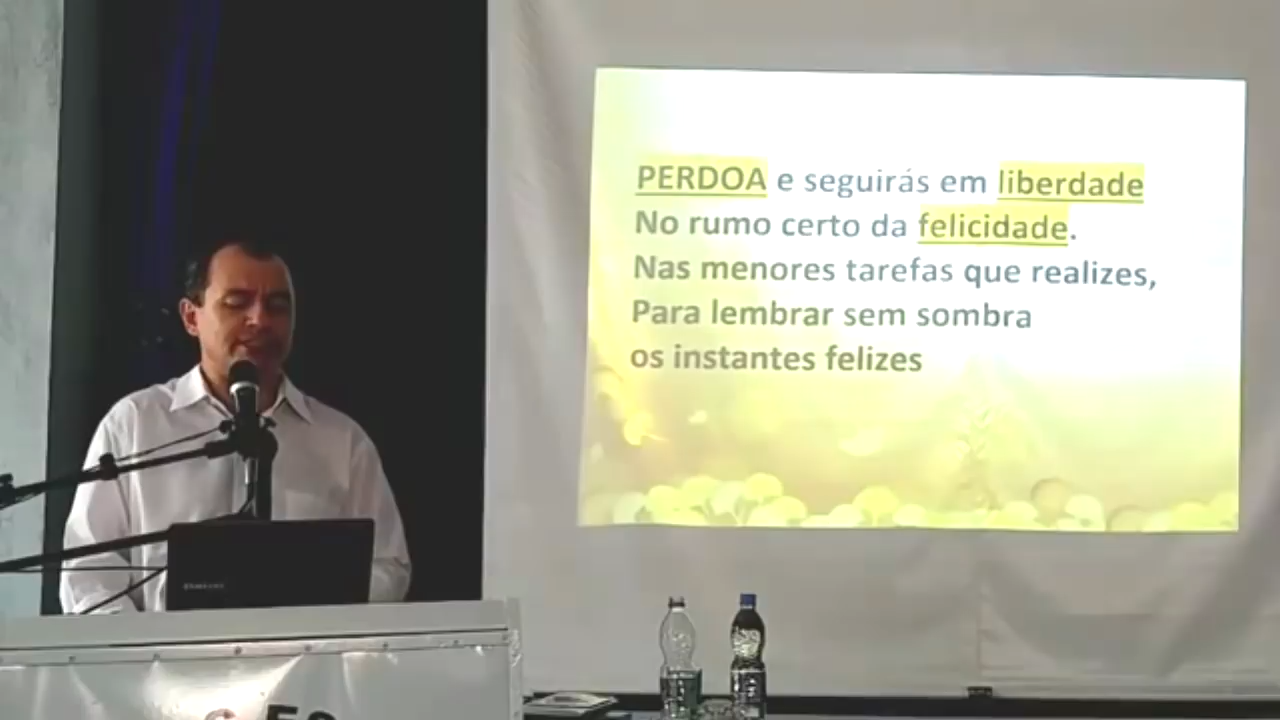 PERDOA e seguirás em liberdade
No rumo certo da felicidade.
Nas menores tarefas que realizes,
Para lembrar sem sombra
os instantes felizes
SAMSUNG